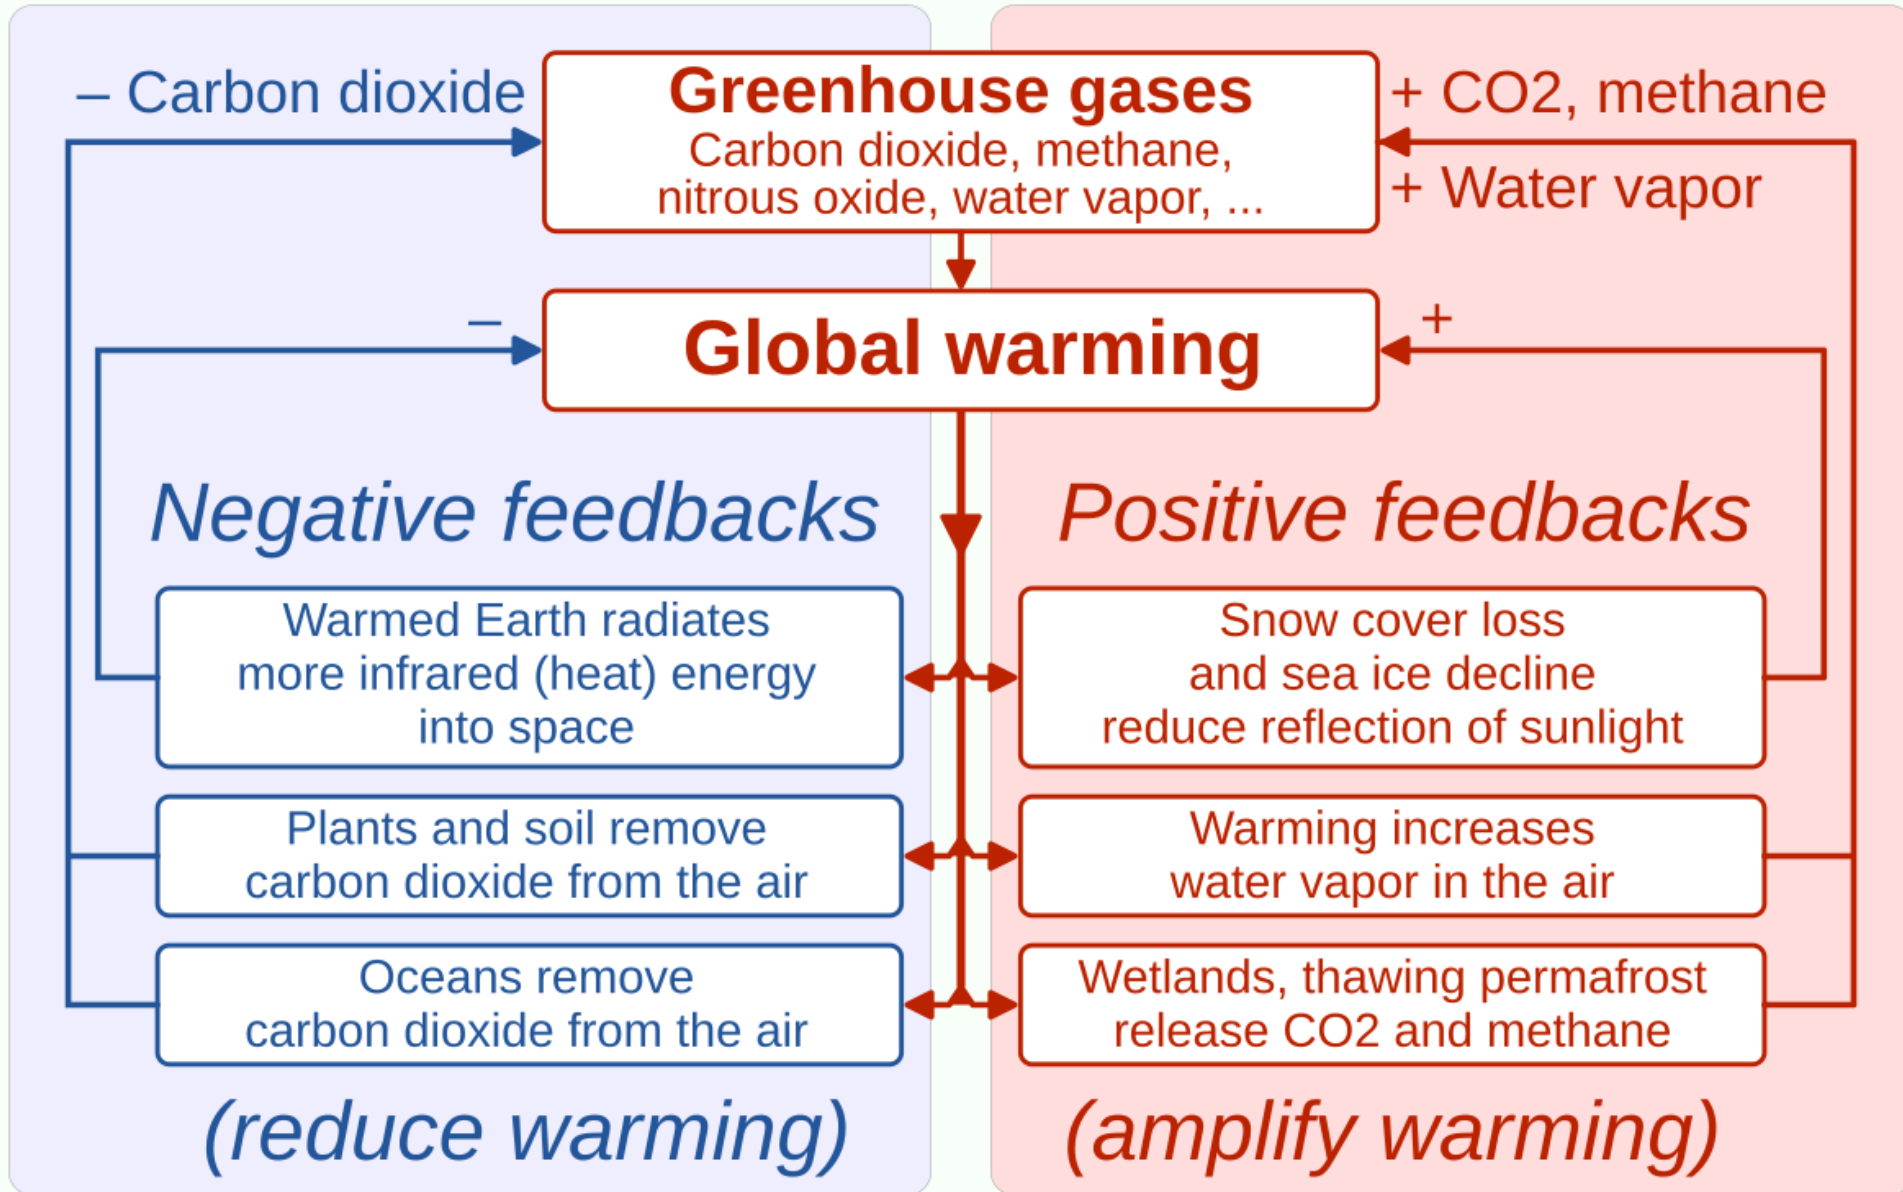 – Carbon dioxide
Greenhouse gases
Carbon dioxide, methane,
nitrous oxide, water vapor, ...
+ CO2, methane
+ Water vapor
–
Global warming
+
Negative feedbacks
Positive feedbacks
Warmed Earth radiates
more infrared (heat) energy
into space
Snow cover loss
and sea ice decline
reduce reflection of sunlight
Plants and soil remove
carbon dioxide from the air
Warming increases
water vapor in the air
Oceans remove
carbon dioxide from the air
Wetlands, thawing permafrost
release CO2 and methane
(reduce warming)
(amplify warming)